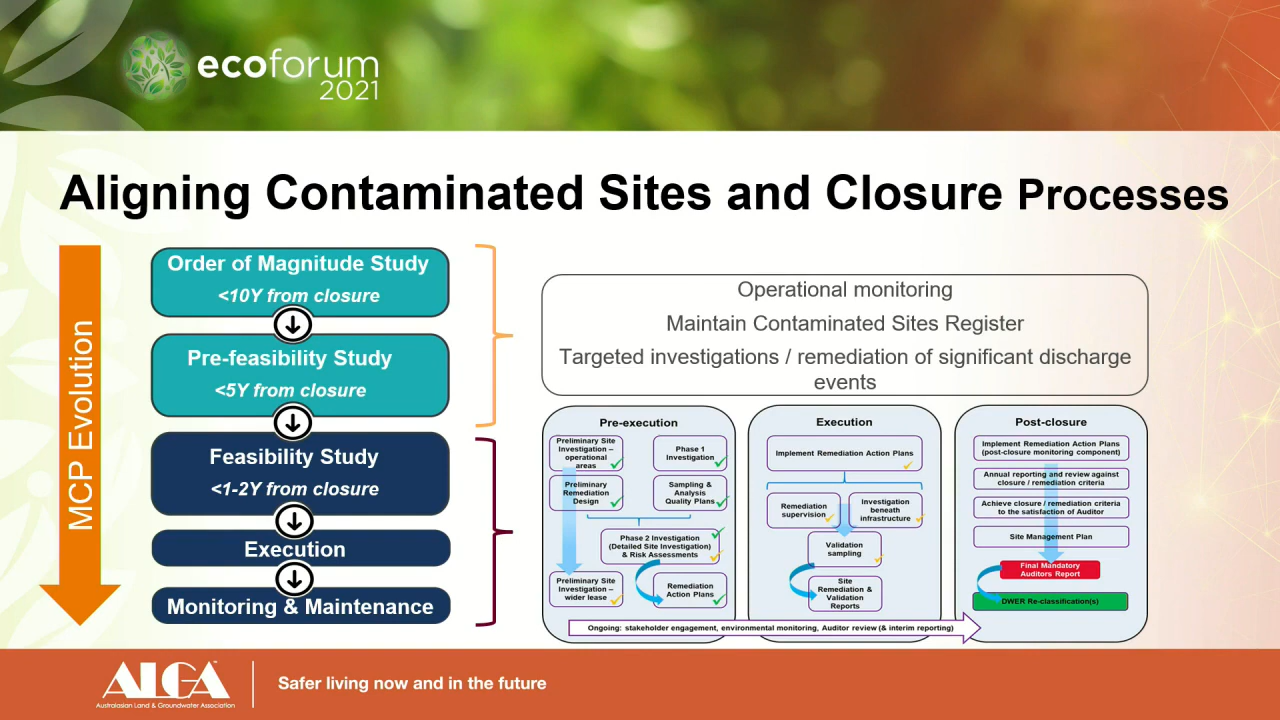 ecoforum
2021
Aligning Contaminated Sites and Closure Processes
MCP Evolution
Order of Magnitude Study
<10Y from closure
Pre-feasibility Study
<5Y from closure
Feasibility Study
<1-2Y from closure
Execution
Monitoring & Maintenance
Operational monitoring
Maintain Contaminated Sites Register
Targeted investigations / remediation of significant discharge
events
Pre-execution
Preliminary Site
Investigation –
operational
areas
Phase 1
Investigation
Preliminary
Remediation
Design
Sampling &
Analysis
Quality Plans
Phase 2 Investigation
(Detailed Site Investigation)
& Risk Assessments
Preliminary Site
Investigation –
wider lease
Remediation
Action Plans
Execution
Implement Remediation Action Plans
Remediation
supervision
Investigation
beneath
infrastructure
Validation
sampling
Site
Remediation &
Validation
Reports
Post-closure
Implement Remediation Action Plans
(post-closure monitoring component)
Annual reporting and review against
closure / remediation criteria
Achieve closure / remediation criteria
to the satisfaction of Auditor
Site Management Plan
Final Mandatory
Auditors Report
DWER Re-classification(s)
Ongoing: stakeholder engagement, environmental monitoring, Auditor review (& interim reporting)
ALGA
Australasian Land & Groundwater Association
Safer living now and in the future